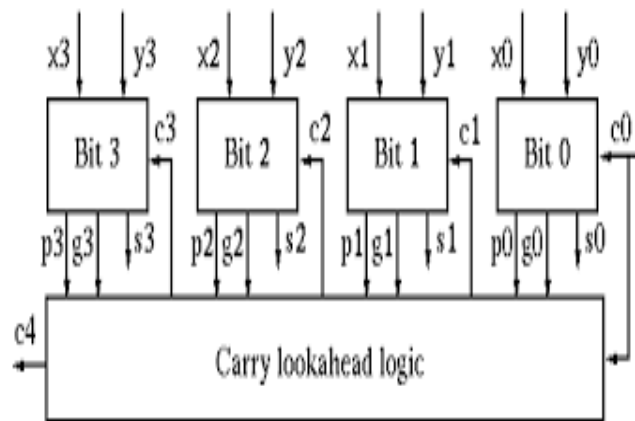 x3 y3 x2 y2 x1 y1 x0 y0
c3 c2 c1 c0
Bit 3 Bit 2 Bit 1 Bit 0
p3 g3 s3 p2 g2 s2 p1 g1 s1 p0 g0 s0
c4
Carry lookahead logic